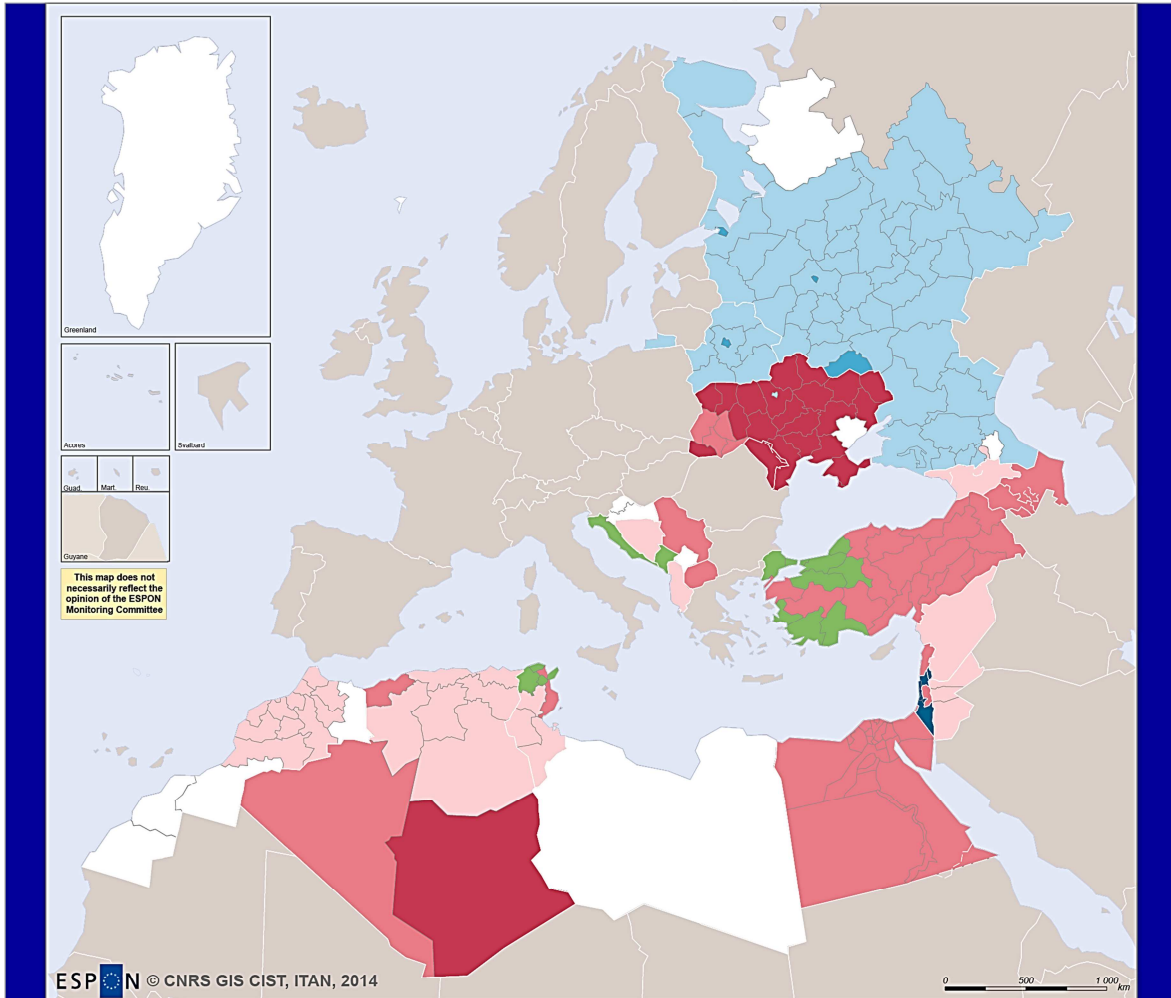 Greenland
Acores
Svalbard
Guad.
Mart.
Reu.
Guyane
This map does not
necessarily reflect the
opinion of the ESPON
Monitoring Committee
ESPON © CNRS GIS CIST, ITAN, 2014
0 500 1 000
km